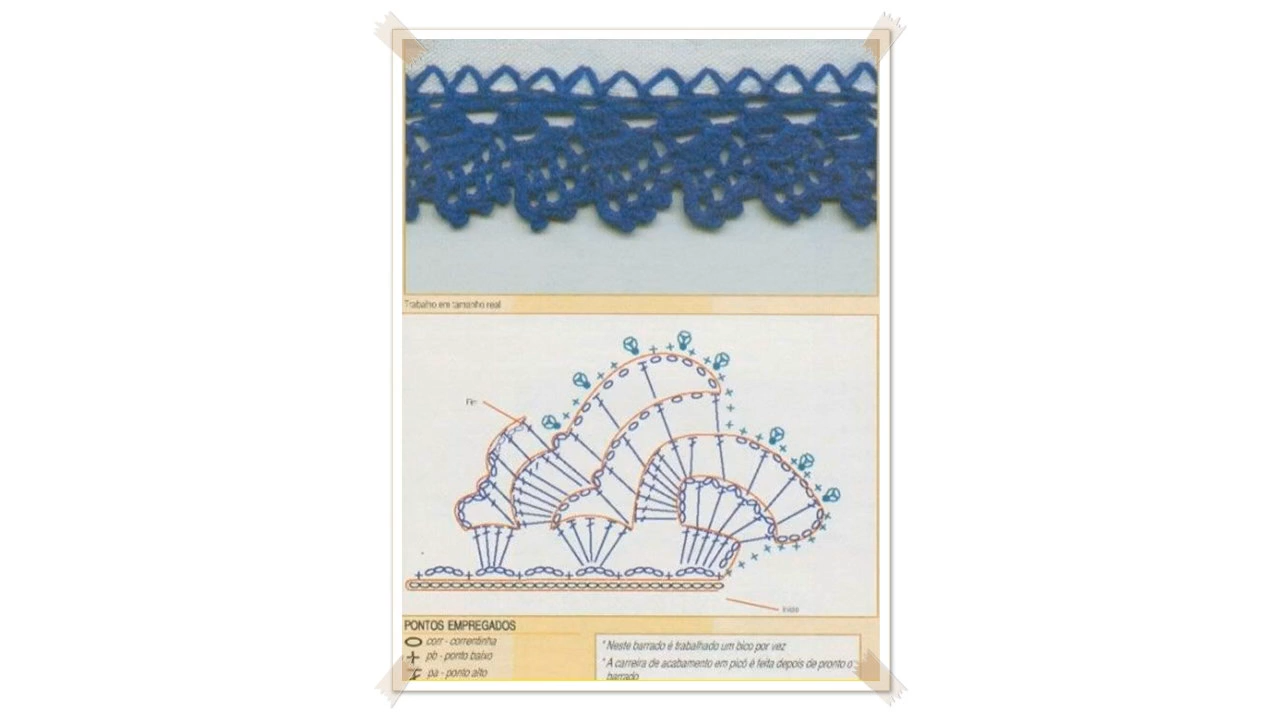 Trabalho em tamanho real
Fim
Início
PONTOS EMPREGADOS
corr - correntinha
pb - ponto baixo
pa - ponto alto
* Neste barrado é trabalhado um bico por vez
* A carreira de acabamento em picô é feita depois de pronto o
barrado